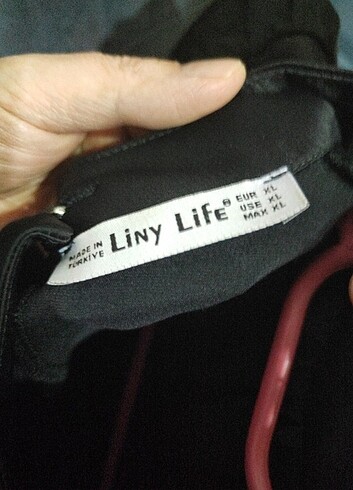 MADE IN
TÜRKİYE
LiNy LiFe®
EUR XL
USE XL
MAX XL